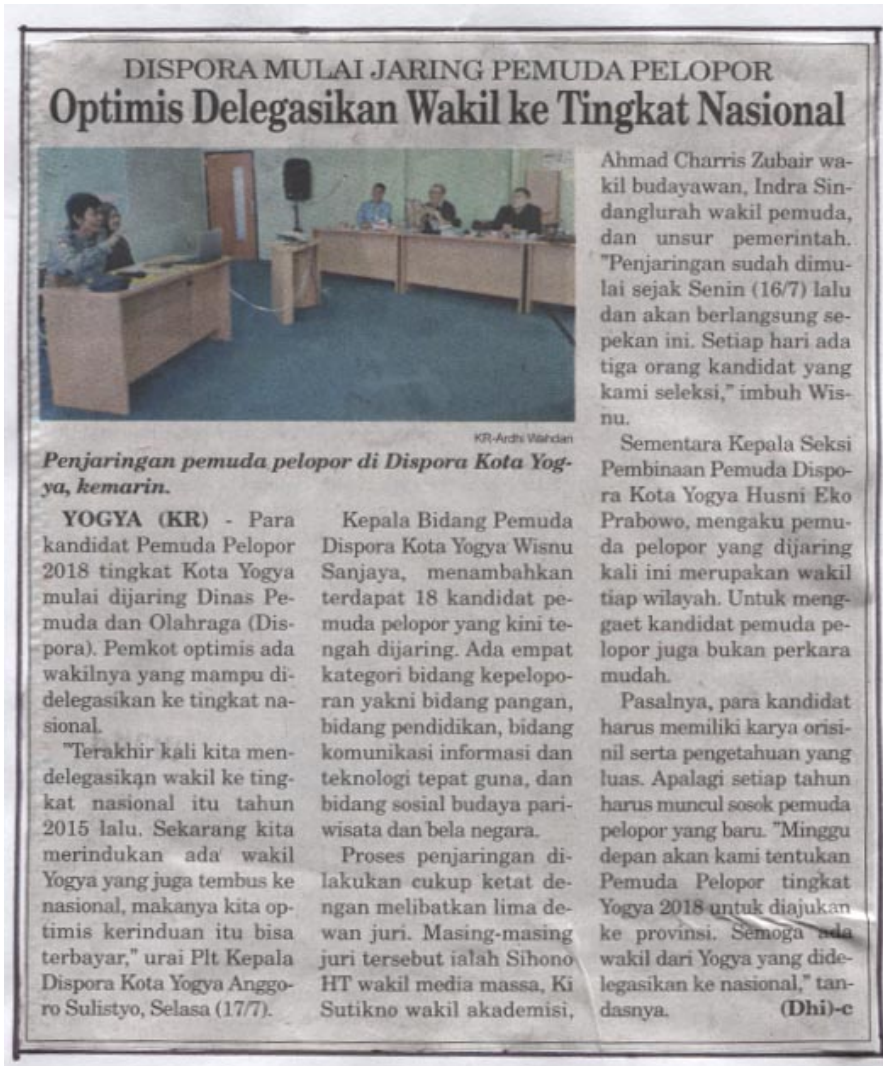 DISPORA MULAI JARING PEMUDA PELOPOR
Optimis Delegasikan Wakil ke Tingkat Nasional
KR-Ardhi Wahdan
Penjaringan pemuda pelopor di Dispora Kota Yog-
ya, kemarin.
YOGYA (KR) - Para
kandidat Pemuda Pelopor
2018 tingkat Kota Yogya
mulai dijaring Dinas Pe-
muda dan Olahraga (Dis-
pora). Pemkot optimis ada
wakilnya yang mampu di-
delegasikan ke tingkat na-
sional.
"Terakhir kali kita men-
delegasikan wakil ke ting-
kat nasional itu tahun
2015 lalu. Sekarang kita
merindukan ada wakil
Yogya yang juga tembus ke
nasional, makanya kita op-
timis kerinduan itu bisa
terbayar," urai Plt Kepala
Dispora Kota Yogya Anggo-
ro Sulistyo, Selasa (17/7).
Kepala Bidang Pemuda
Dispora Kota Yogya Wisnu
Sanjaya, menambahkan
terdapat 18 kandidat pe-
muda pelopor yang kini te-
ngah dijaring. Ada empat
kategori bidang kepelopo-
ran yakni bidang pangan,
bidang pendidikan, bidang
komunikasi informasi dan
teknologi tepat guna, dan
bidang sosial budaya pari-
wisata dan bela negara.
Proses penjaringan di-
lakukan cukup ketat de-
ngan melibatkan lima de-
wan juri. Masing-masing
juri tersebut ialah Sihono
HT wakil media massa, Ki
Sutikno wakil akademisi,
Ahmad Charris Zubair wa-
kil budayawan, Indra Sin-
danglurah wakil pemuda,
dan unsur pemerintah.
"Penjaringan sudah dimu-
lai sejak Senin (16/7) lalu
dan akan berlangsung se-
pekan ini. Setiap hari ada
tiga orang kandidat yang
kami seleksi," imbuh Wis-
nu.
Sementara Kepala Seksi
Pembinaan Pemuda Dispo-
ra Kota Yogya Husni Eko
Prabowo, mengaku pemu-
da pelopor yang dijaring
kali ini merupakan wakil
tiap wilayah. Untuk meng-
gaet kandidat pemuda pe-
lopor juga bukan perkara
mudah.
Pasalnya, para kandidat
harus memiliki karya orisi-
nil serta pengetahuan yang
luas. Apalagi setiap tahun
harus muncul sosok pemuda
pelopor yang baru. "Minggu
depan akan kami tentukan
Pemuda Pelopor tingkat
Yogya 2018 untuk diajukan
ke provinsi. Semoga ada
wakil dari Yogya yang dide-
legasikan ke nasional," tan-
dasnya. (Dhi)-c